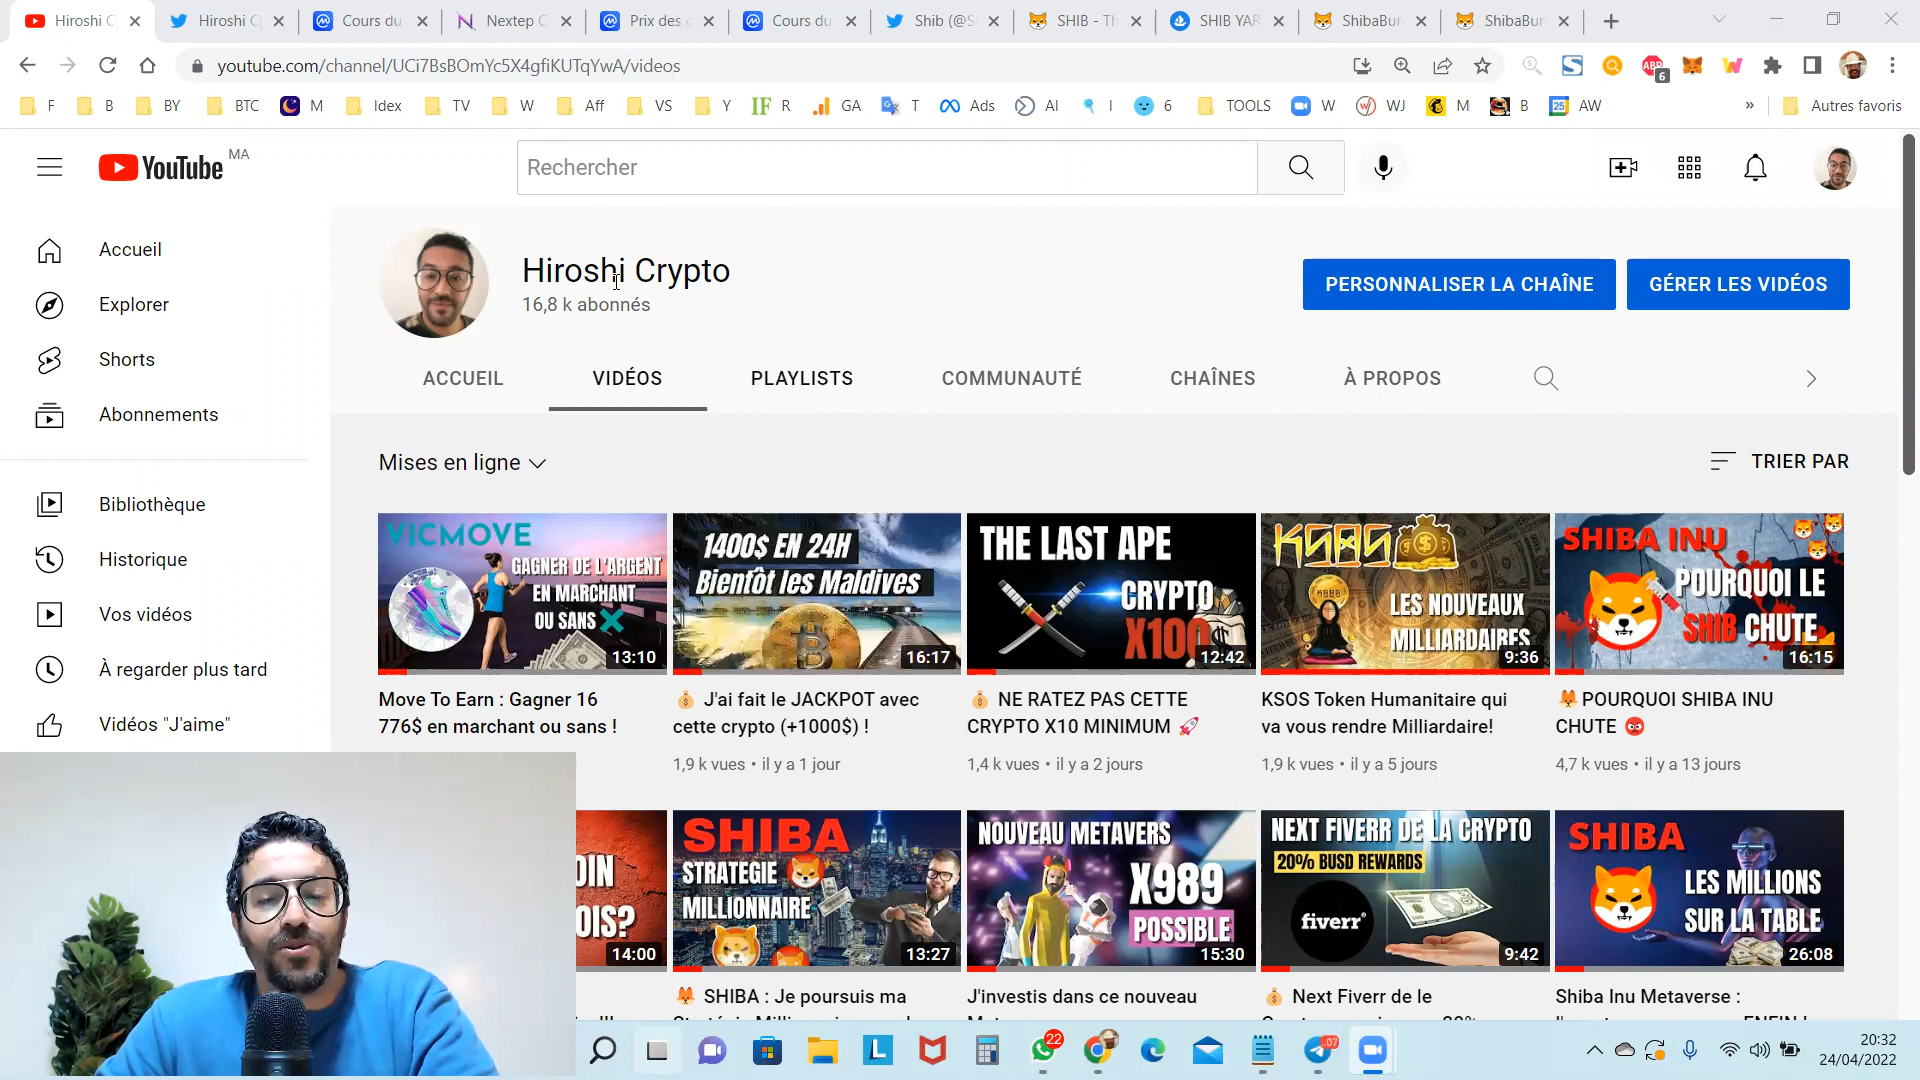 Hiroshi C
Hiroshi C
Cours du
Nextep C
Prix des c
Cours du
Shib (@S
SHIB - Th
SHIB YAR
ShibaBur
ShibaBur
youtube.com/channel/UCi7BsBOmYc5X4gfiKUTqYwA/videos
ABP
6
F
B
BY
BTC
M
Idex
TV
W
Aff
VS
Y
IF
R
GA
T
Ads
AI
I
6
TOOLS
W
WJ
M
B
AW
»
Autres favoris
YouTube MA
Rechercher
Accueil
Explorer
Shorts
Abonnements
Bibliothèque
Historique
Vos vidéos
À regarder plus tard
Vidéos "J'aime"
Hiroshi Crypto
16,8 k abonnés
PERSONNALISER LA CHAÎNE
GÉRER LES VIDÉOS
ACCUEIL
VIDÉOS
PLAYLISTS
COMMUNAUTÉ
CHAÎNES
À PROPOS
Mises en ligne
TRIER PAR
VICMOVE
GAGNER DE L'ARGENT
EN MARCHANT
OU SANS
13:10
Move To Earn : Gagner 16
776$ en marchant ou sans !
1400$ EN 24H
Bientôt les Maldives
16:17
J'ai fait le JACKPOT avec
cette crypto (+1000$) !
1,9 k vues • il y a 1 jour
THE LAST APE
CRYPTO
X100
12:42
NE RATEZ PAS CETTE
CRYPTO X10 MINIMUM
1,4 k vues • il y a 2 jours
KSOS
LES NOUVEAUX
MILLIARDAIRES
9:36
KSOS Token Humanitaire qui
va vous rendre Milliardaire!
1,9 k vues • il y a 5 jours
SHIBA INU
POURQUOI LE
SHIB CHUTE
16:15
POURQUOI SHIBA INU
CHUTE
4,7 k vues • il y a 13 jours
OIN
OIS?
14:00
SHIBA
STRATEGIE
MILLIONNAIRE
13:27
SHIBA : Je poursuis ma
NOUVEAU METAVERS
X989
POSSIBLE
15:30
J'investis dans ce nouveau
NEXT FIVERR DE LA CRYPTO
20% BUSD REWARDS
fiverr
9:42
Next Fiverr de le
SHIBA
LES MILLIONS
SUR LA TABLE
26:08
Shiba Inu Metaverse :
L
22
.07
20:32
24/04/2022